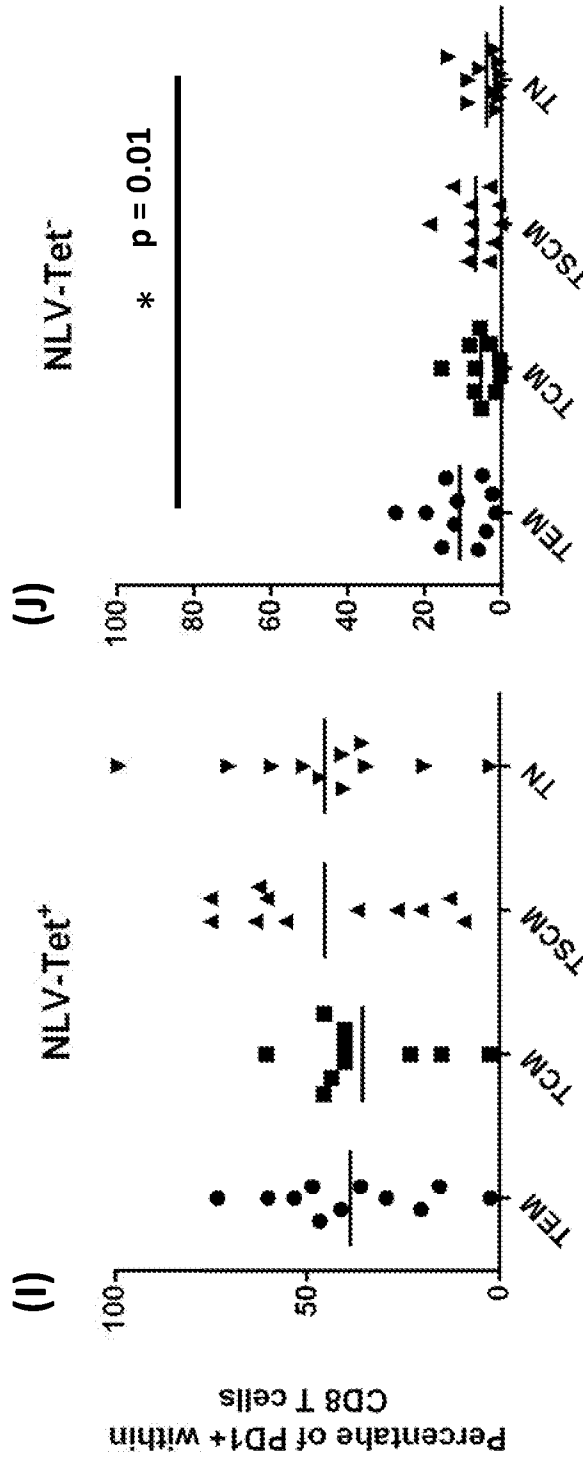 (I)
NLV-Tet⁺
Percentahe of PD1+ within
CD8 T cells
100
50
0
TEM
TCM
TSCM
TN
(J)
NLV-Tet⁻
* p = 0.01
100
80
60
40
20
0
TEM
TCM
TSCM
TN